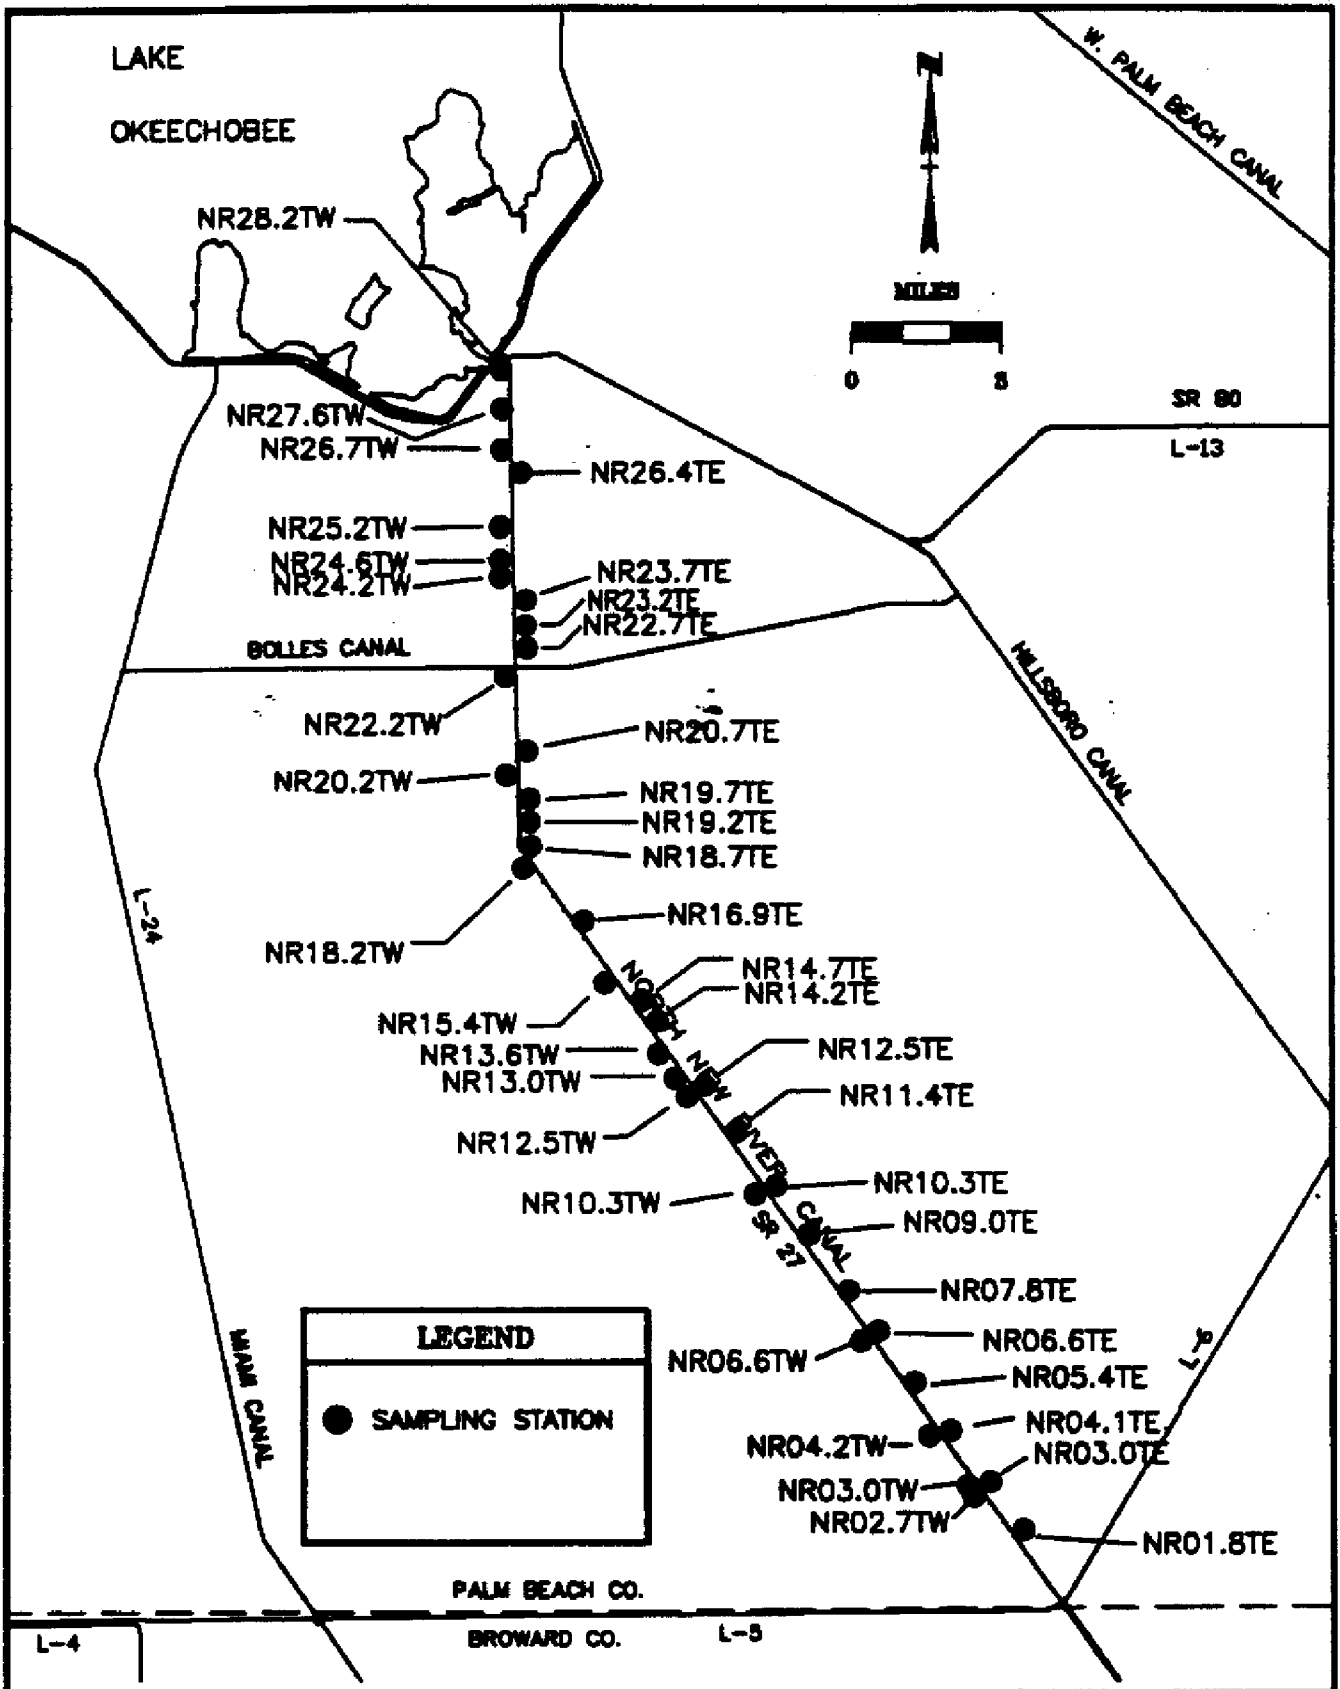 LAKE
OKEECHOBEE
W. PALM BEACH CANAL
N
NR28.2TW
MILES
0 5
SR 80
L-13
NR27.6TW
NR26.7TW
NR26.4TE
NR25.2TW
NR24.6TW
NR24.2TW
NR23.7TE
NR23.2TE
NR22.7TE
BOLLES CANAL
HILLSBORO CANAL
NR22.2TW
NR20.7TE
NR20.2TW
NR19.7TE
NR19.2TE
NR18.7TE
L-24
NR16.9TE
NR18.2TW
NR14.7TE
NR14.2TE
NR15.4TW
NR13.6TW
NR13.0TW
NR12.5TE
NR11.4TE
NR12.5TW
NORTH NEW RIVER CANAL
NR10.3TE
NR10.3TW
NR09.0TE
SR 27
NR07.8TE
LEGEND
SAMPLING STATION
MIAMI CANAL
NR06.6TE
NR06.6TW
NR05.4TE
NR04.1TE
NR04.2TW
NR03.0TE
NR03.0TW
NR02.7TW
NR01.8TE
PALM BEACH CO.
BROWARD CO.
L-4
L-5